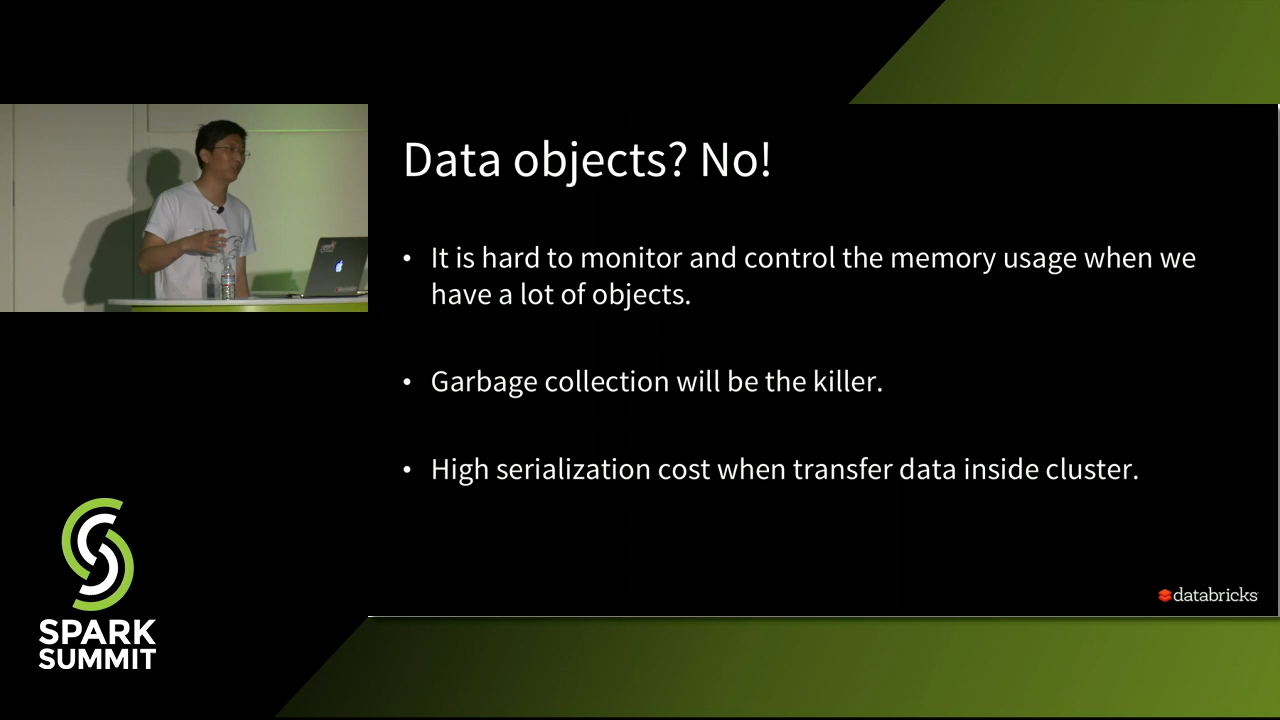 Data objects? No!
• It is hard to monitor and control the memory usage when we
have a lot of objects.
• Garbage collection will be the killer.
• High serialization cost when transfer data inside cluster.
databricks
SPARK
SUMMIT